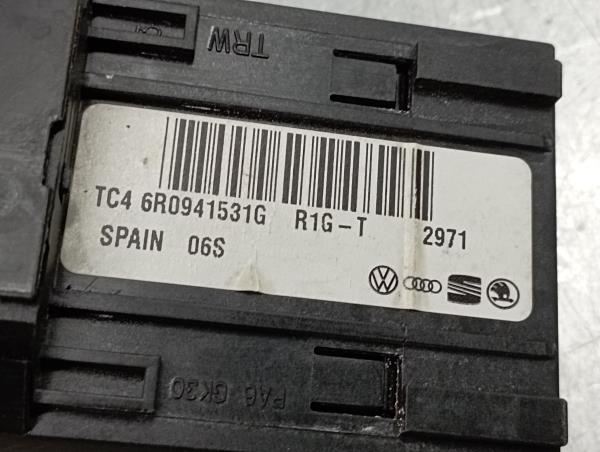 TRW
TC4 6R0941531G R1G-T 2971
SPAIN 06S
PA6 GK30